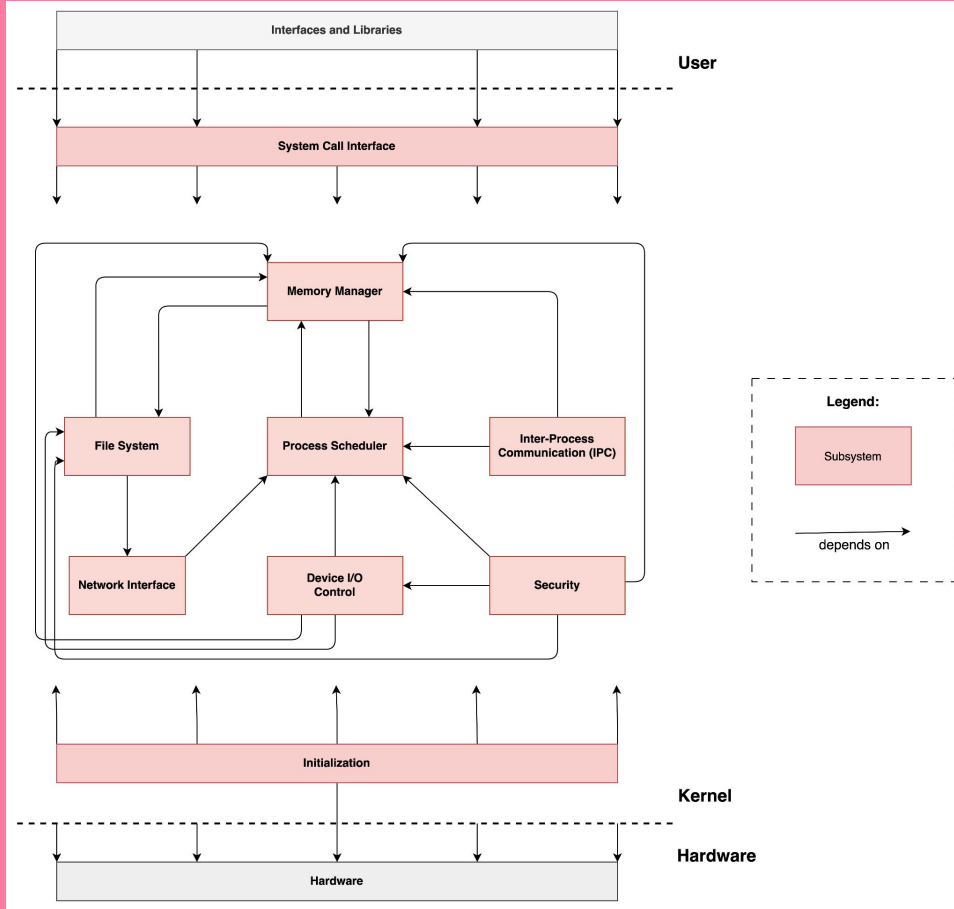 Interfaces and Libraries
User
System Call Interface
Memory Manager
File System
Process Scheduler
Inter-Process
Communication (IPC)
Legend:
Subsystem
depends on
Network Interface
Device I/O
Control
Security
Initialization
Kernel
Hardware
Hardware